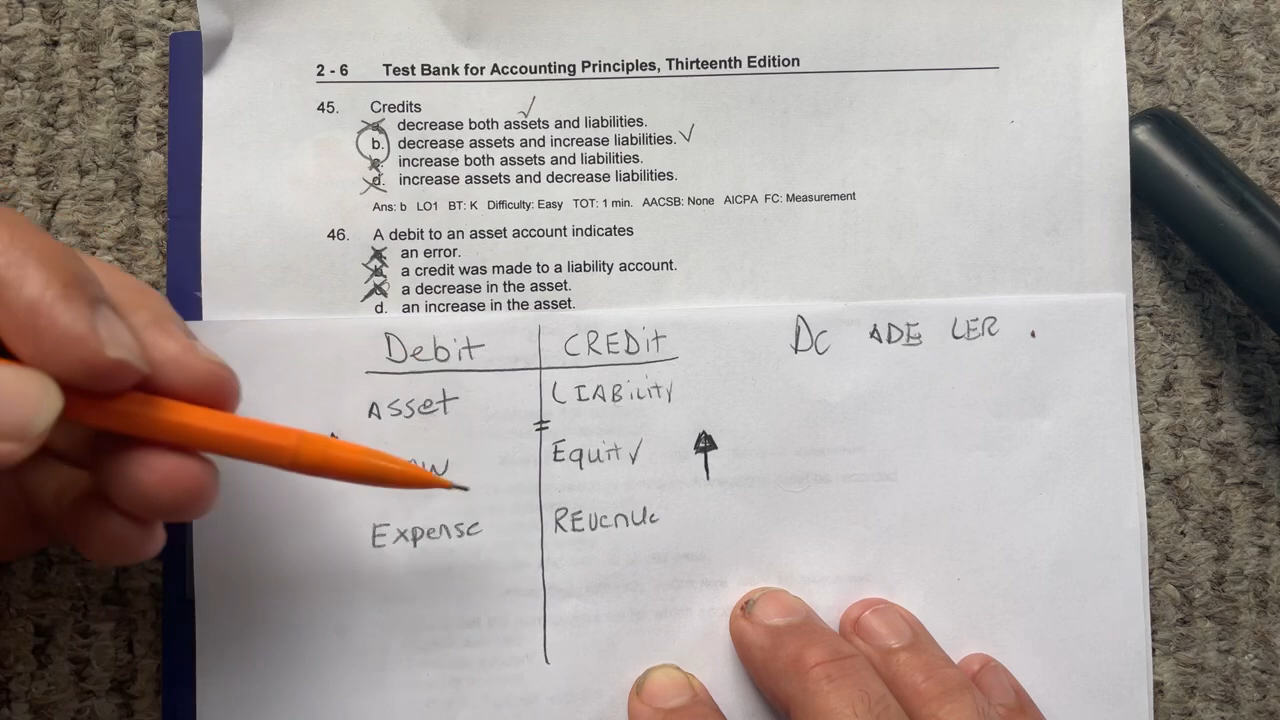 2 - 6 Test Bank for Accounting Principles, Thirteenth Edition
45. Credits
a. decrease both assets and liabilities.
b. decrease assets and increase liabilities.
c. increase both assets and liabilities.
d. increase assets and decrease liabilities.
Ans: b LO1 BT: K Difficulty: Easy TOT: 1 min. AACSB: None AICPA FC: Measurement
46. A debit to an asset account indicates
a. an error.
b. a credit was made to a liability account.
c. a decrease in the asset.
d. an increase in the asset.
Debit CREDit DC ADE LER .
Asset LIABility
Equity
Expense REvenue